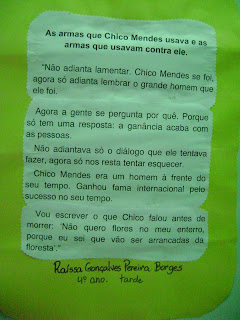 As armas que Chico Mendes usava e as
armas que usavam contra ele.
"Não adianta lamentar. Chico Mendes se foi,
agora só adianta lembrar o grande homem que
ele foi.
Agora a gente se pergunta por quê. Porque
só tem uma resposta: a ganância acaba com
as pessoas.
Não adiantava só o diálogo que ele tentava
fazer, agora só nos resta tentar esquecer.
Chico Mendes era um homem à frente do
seu tempo. Ganhou fama internacional pelo
sucesso no seu tempo.
Vou escrever o que Chico falou antes de
morrer: 'Não quero flores no meu enterro,
porque eu sei que vão ser arrancadas da
floresta'."
Raíssa Gonçalves Pereira Borges
4º ano. tarde